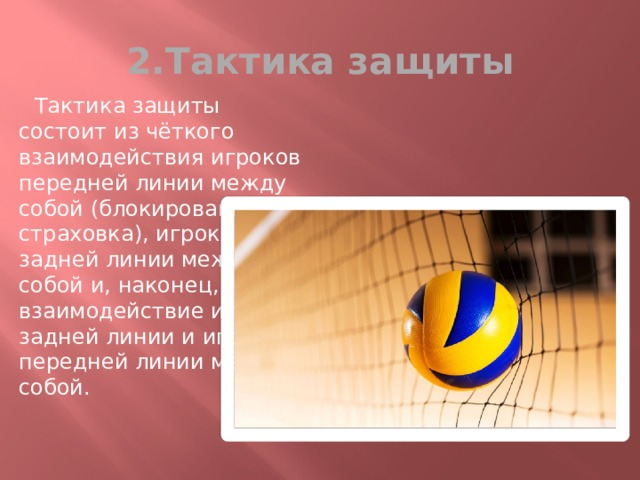 2.Тактика защиты
Тактика защиты
состоит из чёткого
взаимодействия игроков
передней линии между
собой (блокирова
страховка), игрок
задней линии меж
собой и, наконец,
взаимодействие и
задней линии и иг
передней линии м
собой.